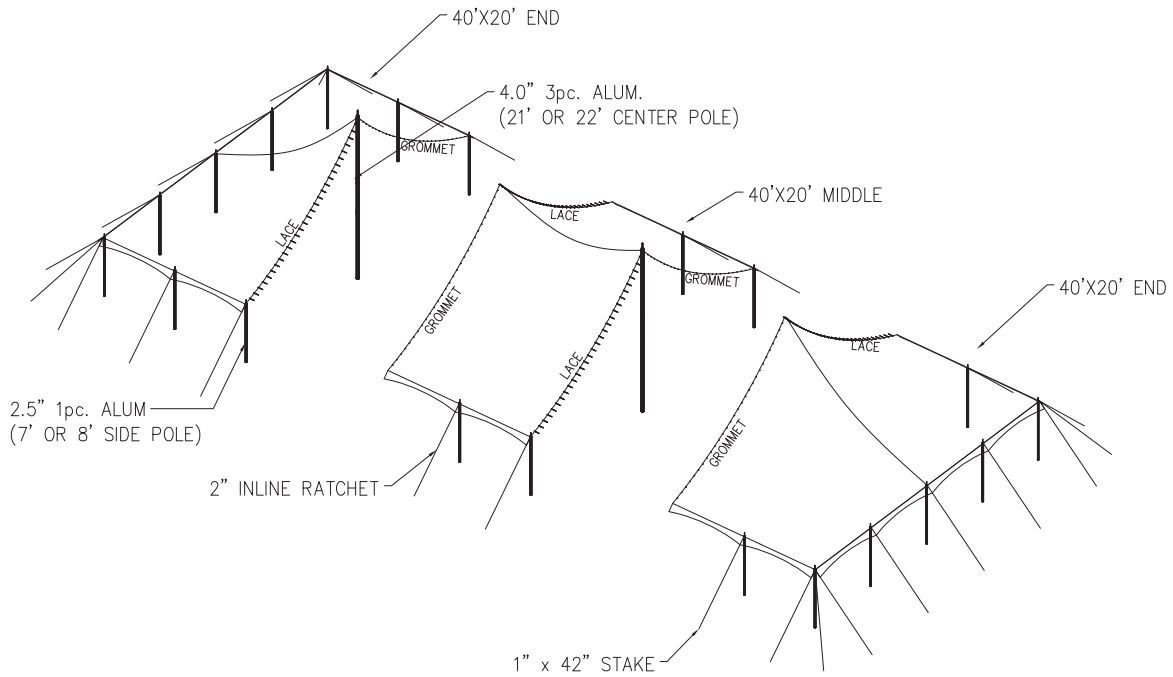 40'X20' END
4.0" 3pc. ALUM.
(21' OR 22' CENTER POLE)
GROMMET
LACE
40'X20' MIDDLE
LACE
GROMMET
40'X20' END
GROMMET
LACE
LACE
2.5" 1pc. ALUM
(7' OR 8' SIDE POLE)
GROMMET
2" INLINE RATCHET
1" x 42" STAKE